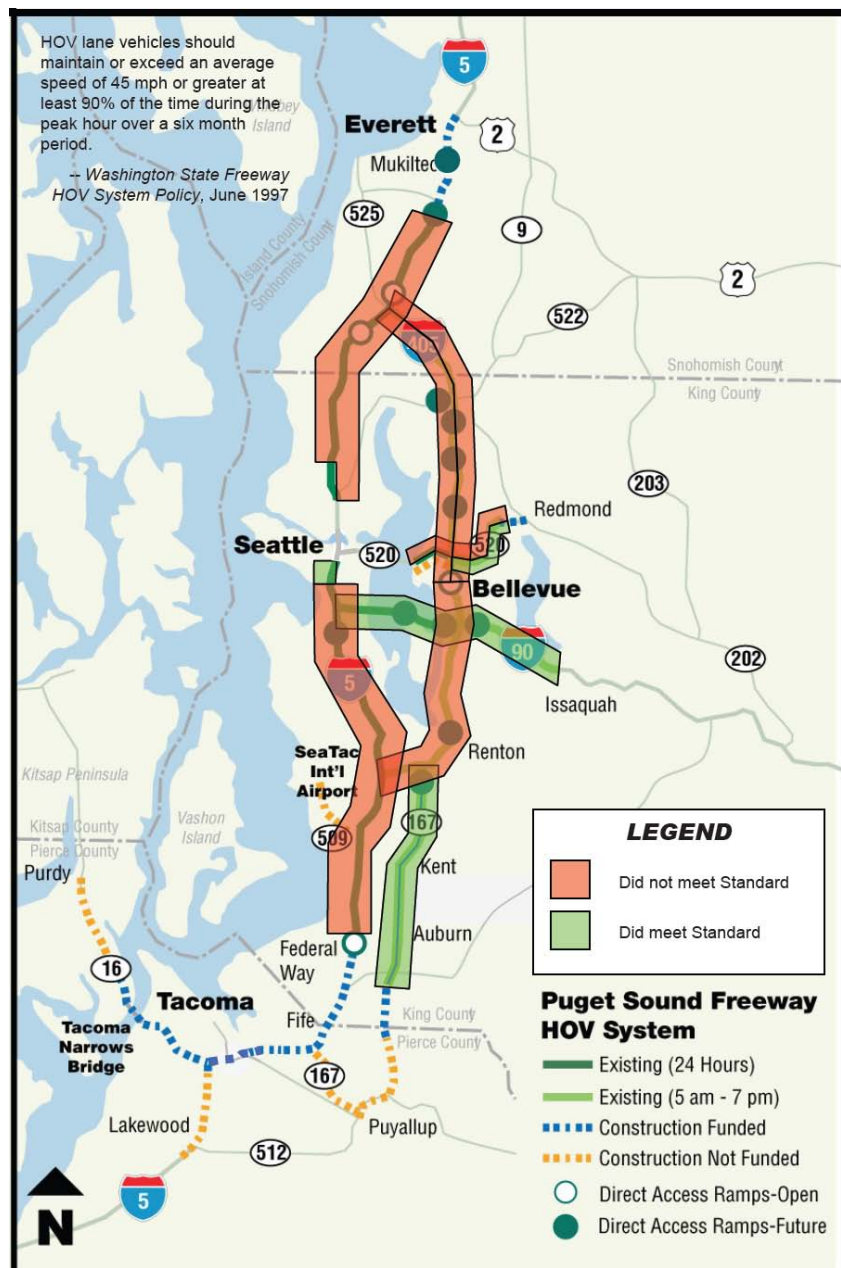 HOV lane vehicles should
maintain or exceed an average
speed of 45 mph or greater at
least 90% of the time during the
peak hour over a six month
period.
-- Washington State Freeway
HOV System Policy, June 1997
Island
5
Everett
2
Mukilteo
525
9
Island County
Snohomish County
2
522
405
Snohomish County
King County
203
Redmond
Seattle
520
520
Bellevue
90
202
5
Issaquah
SeaTac
Int'l
Airport
Renton
Kitsap Peninsula
Vashon
Island
509
167
Kitsap County
Pierce County
Purdy
Kent
Auburn
LEGEND
Did not meet Standard
Did meet Standard
Federal
Way
16
Tacoma
Fife
King County
Pierce County
Tacoma
Narrows
Bridge
167
Lakewood
Puyallup
512
5
N
Puget Sound Freeway
HOV System
Existing (24 Hours)
Existing (5 am - 7 pm)
Construction Funded
Construction Not Funded
Direct Access Ramps-Open
Direct Access Ramps-Future